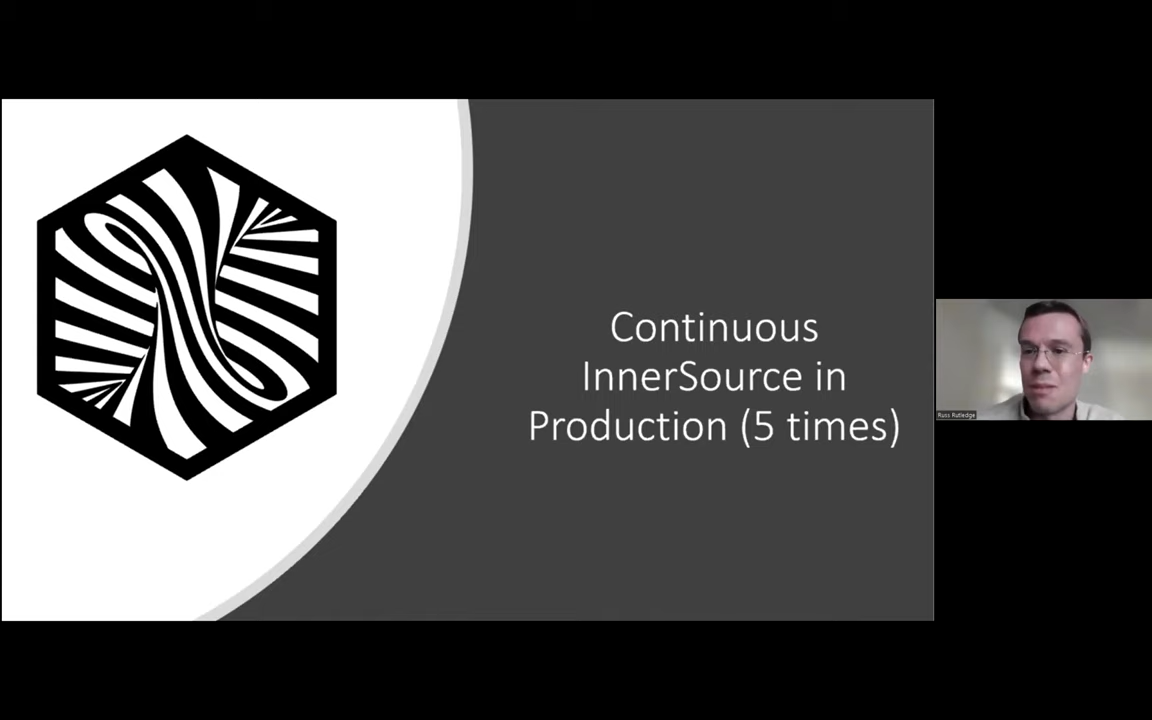 Continuous
InnerSource in
Production (5 times)
Russ Rutledge